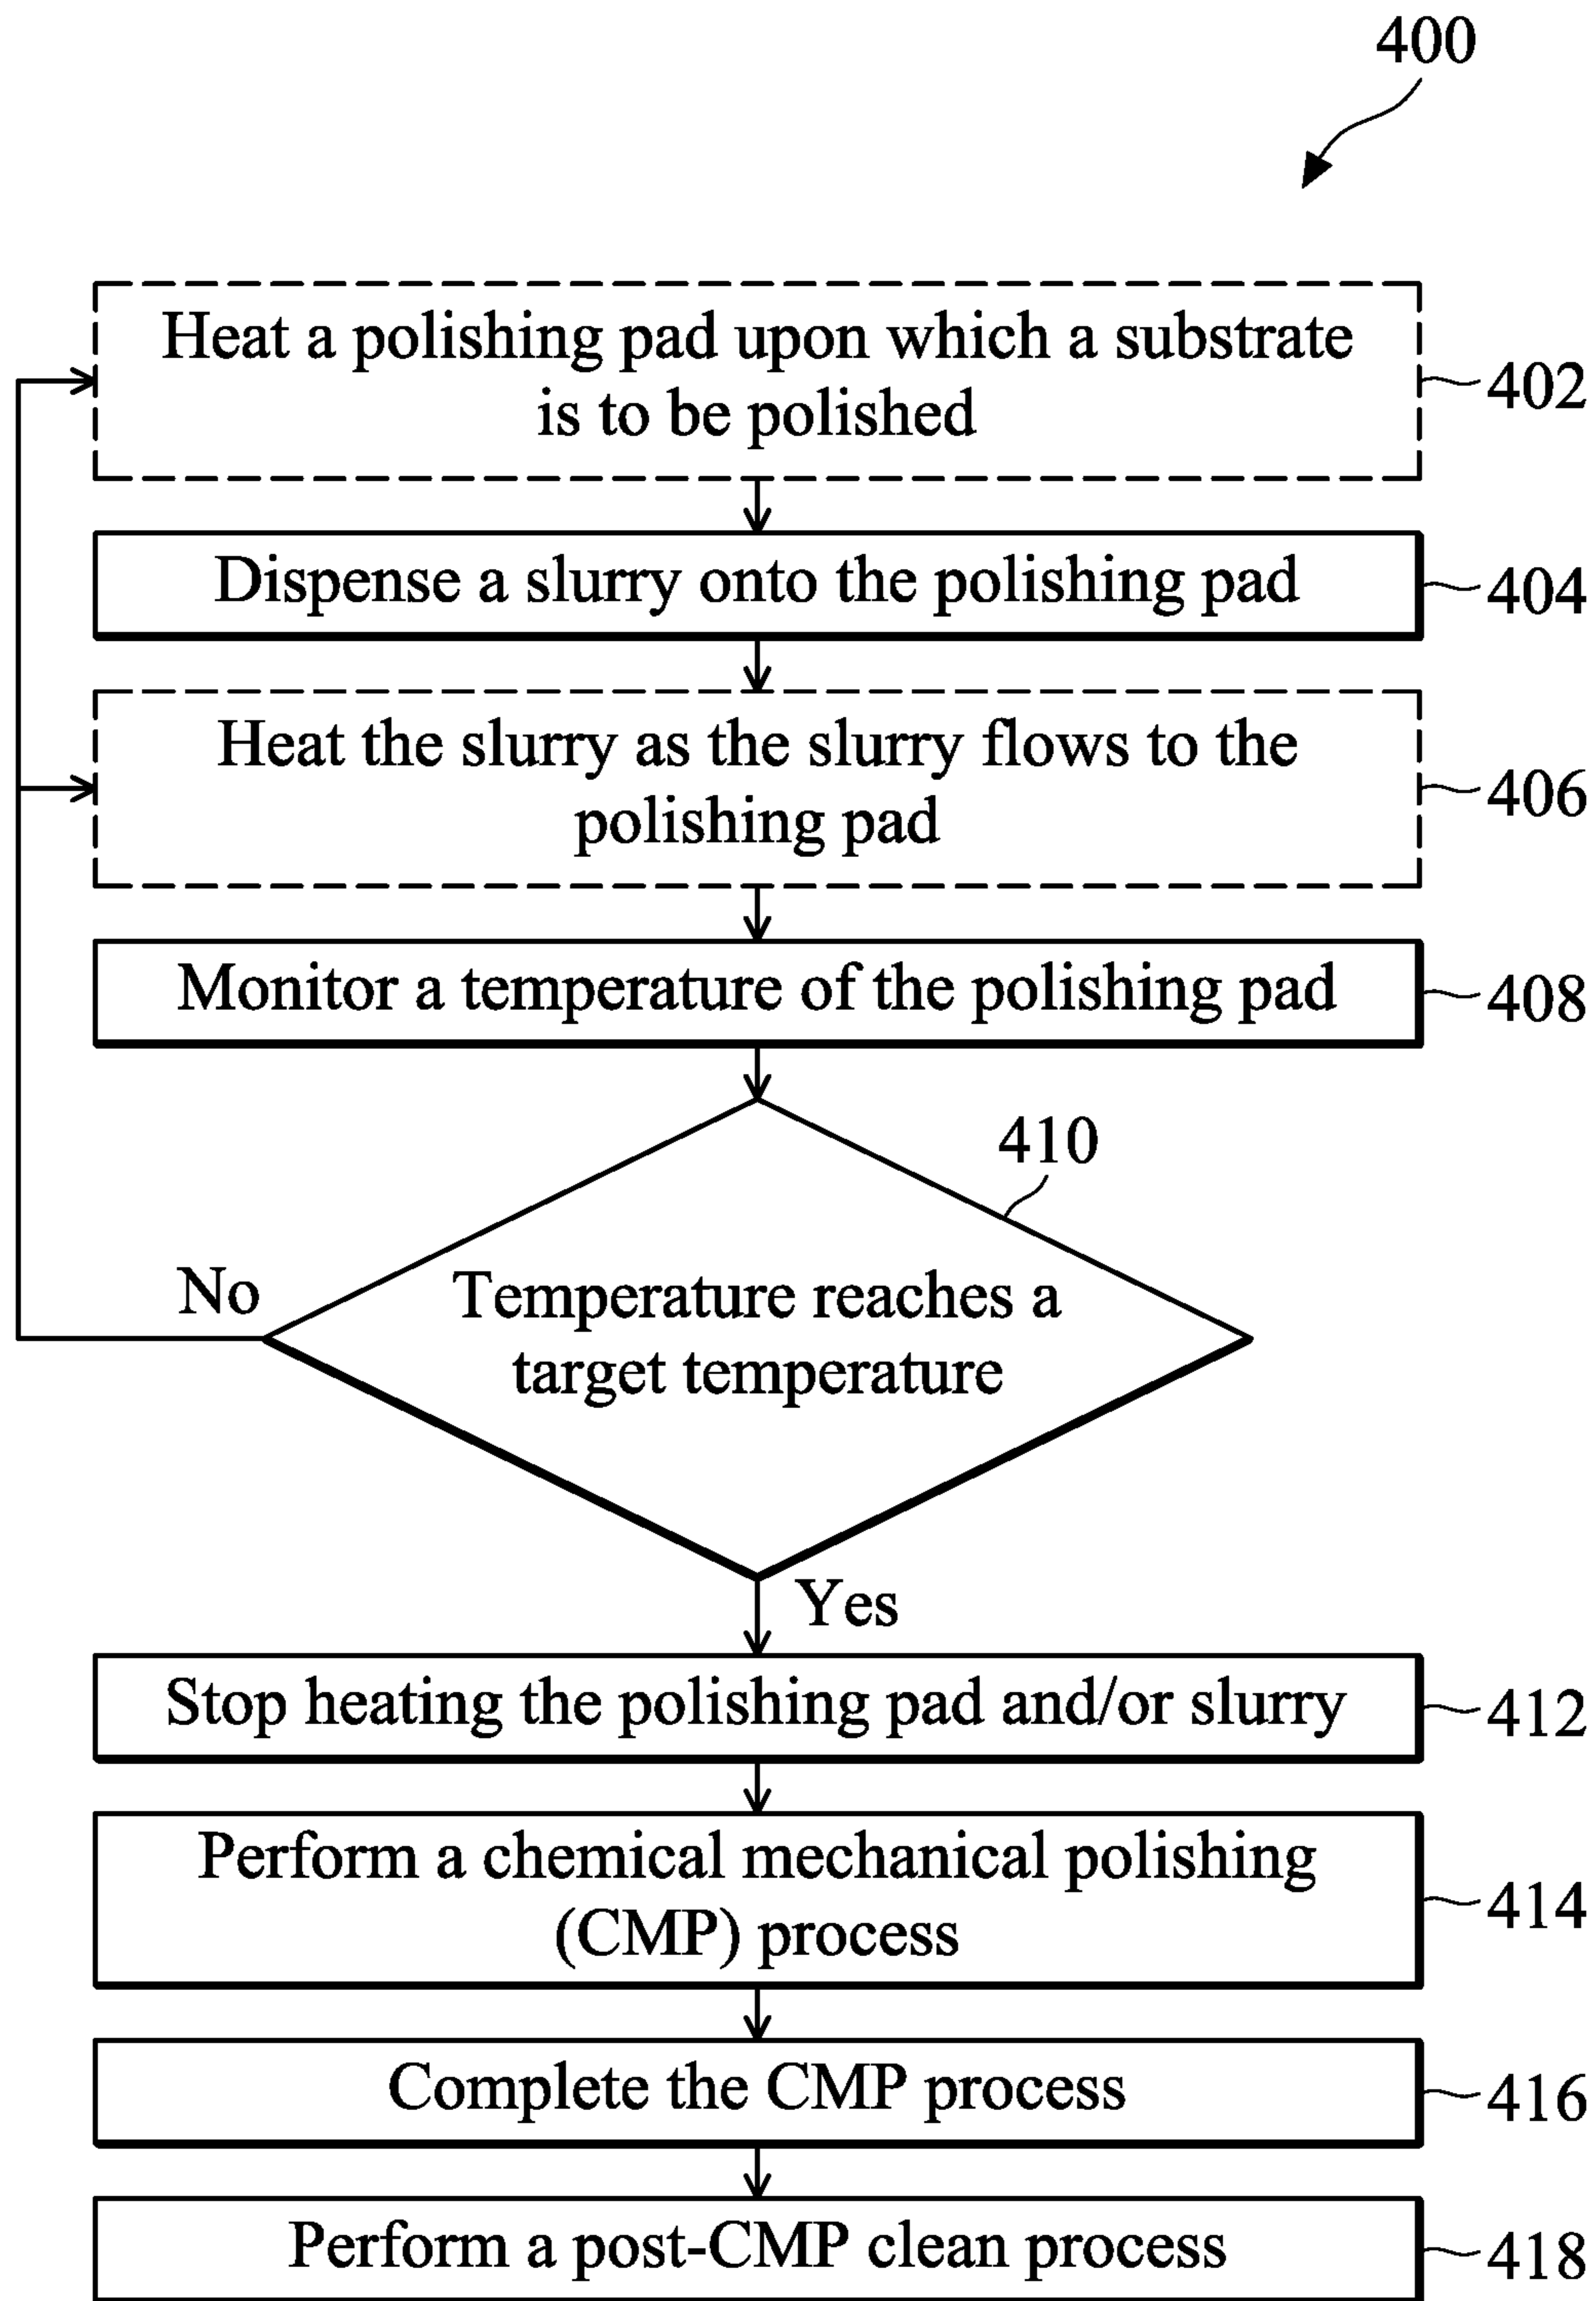 400
Heat a polishing pad upon which a substrate
is to be polished
402
Dispense a slurry onto the polishing pad
404
Heat the slurry as the slurry flows to the
polishing pad
406
Monitor a temperature of the polishing pad
408
410
No
Temperature reaches a
target temperature
Yes
Stop heating the polishing pad and/or slurry
412
Perform a chemical mechanical polishing
(CMP) process
414
Complete the CMP process
416
Perform a post-CMP clean process
418